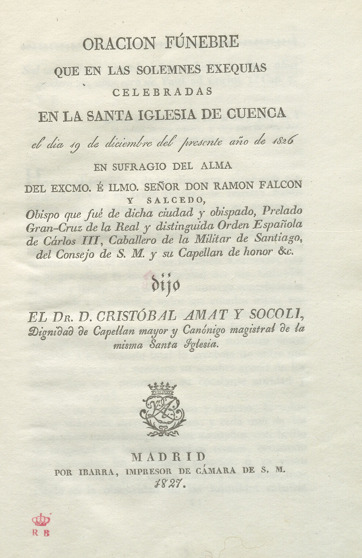 ORACION FÚNEBRE
QUE EN LAS SOLEMNES EXEQUIAS
CELEBRADAS
EN LA SANTA IGLESIA DE CUENCA
el dia 19 de diciembre del presente año de 1826
EN SUFRAGIO DEL ALMA
DEL EXCMO. É ILMO. SEÑOR DON RAMON FALCON
Y SALCEDO,
Obispo que fué de dicha ciudad y obispado, Prelado
Gran-Cruz de la Real y distinguida Orden Española
de Cárlos III, Caballero de la Militar de Santiago,
del Consejo de S. M. y su Capellan de honor &c.
dijo
EL DR. D. CRISTÓBAL AMAT Y SOCOLI,
Dignidad de Capellan mayor y Canónigo magistral de la
misma Santa Iglesia.
MADRID
POR IBARRA, IMPRESOR DE CÁMARA DE S. M.
1827.
R B